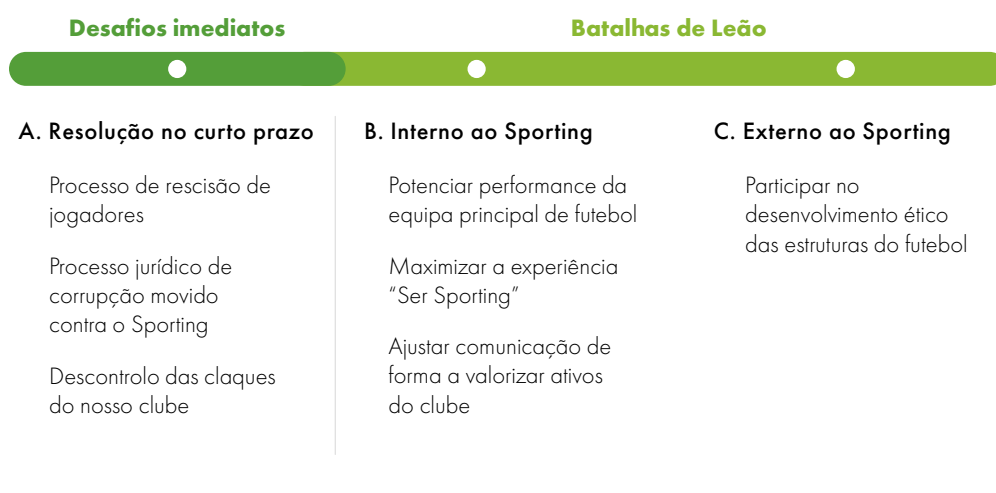 Desafios imediatos
Batalhas de Leão
A. Resolução no curto prazo
Processo de rescisão de
jogadores
Processo jurídico de
corrupção movido
contra o Sporting
Descontrolo das claques
do nosso clube
B. Interno ao Sporting
Potenciar performance da
equipa principal de futebol
Maximizar a experiência
“Ser Sporting”
Ajustar comunicação de
forma a valorizar ativos
do clube
C. Externo ao Sporting
Participar no
desenvolvimento ético
das estruturas do futebol